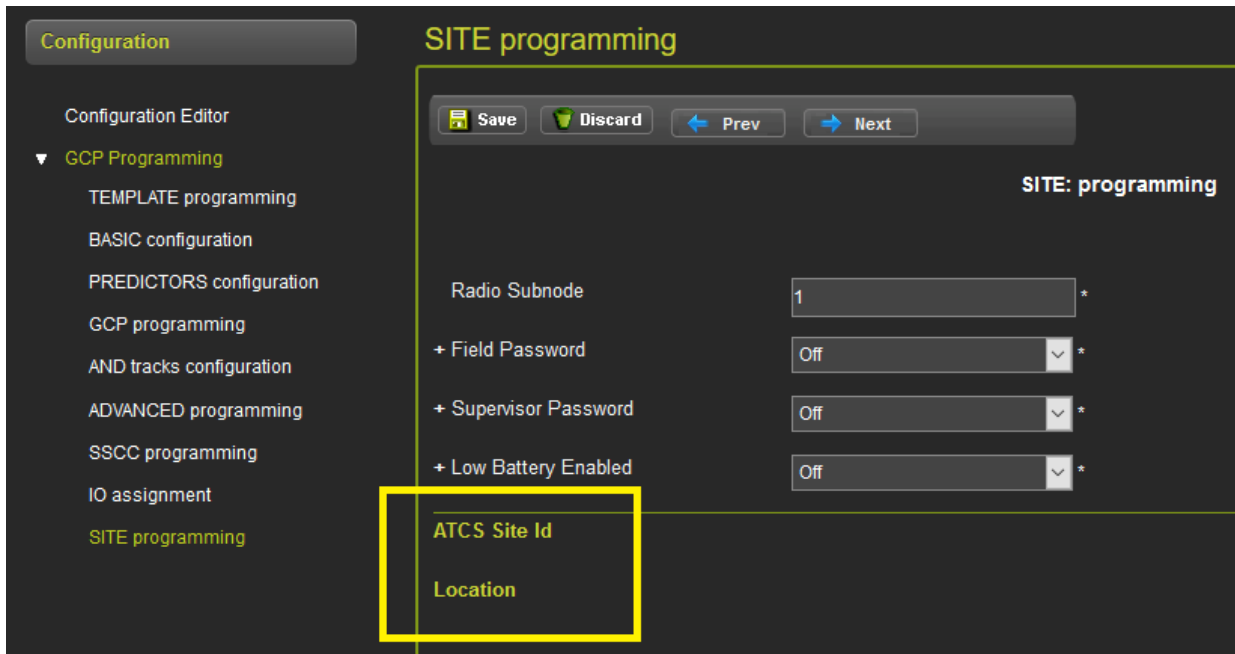 Configuration
Configuration Editor
GCP Programming
TEMPLATE programming
BASIC configuration
PREDICTORS configuration
GCP programming
AND tracks configuration
ADVANCED programming
SSCC programming
IO assignment
SITE programming
SITE programming
Save Discard Prev Next
SITE: programming
Radio Subnode 1 *
+ Field Password Off *
+ Supervisor Password Off *
+ Low Battery Enabled Off *
ATCS Site Id
Location